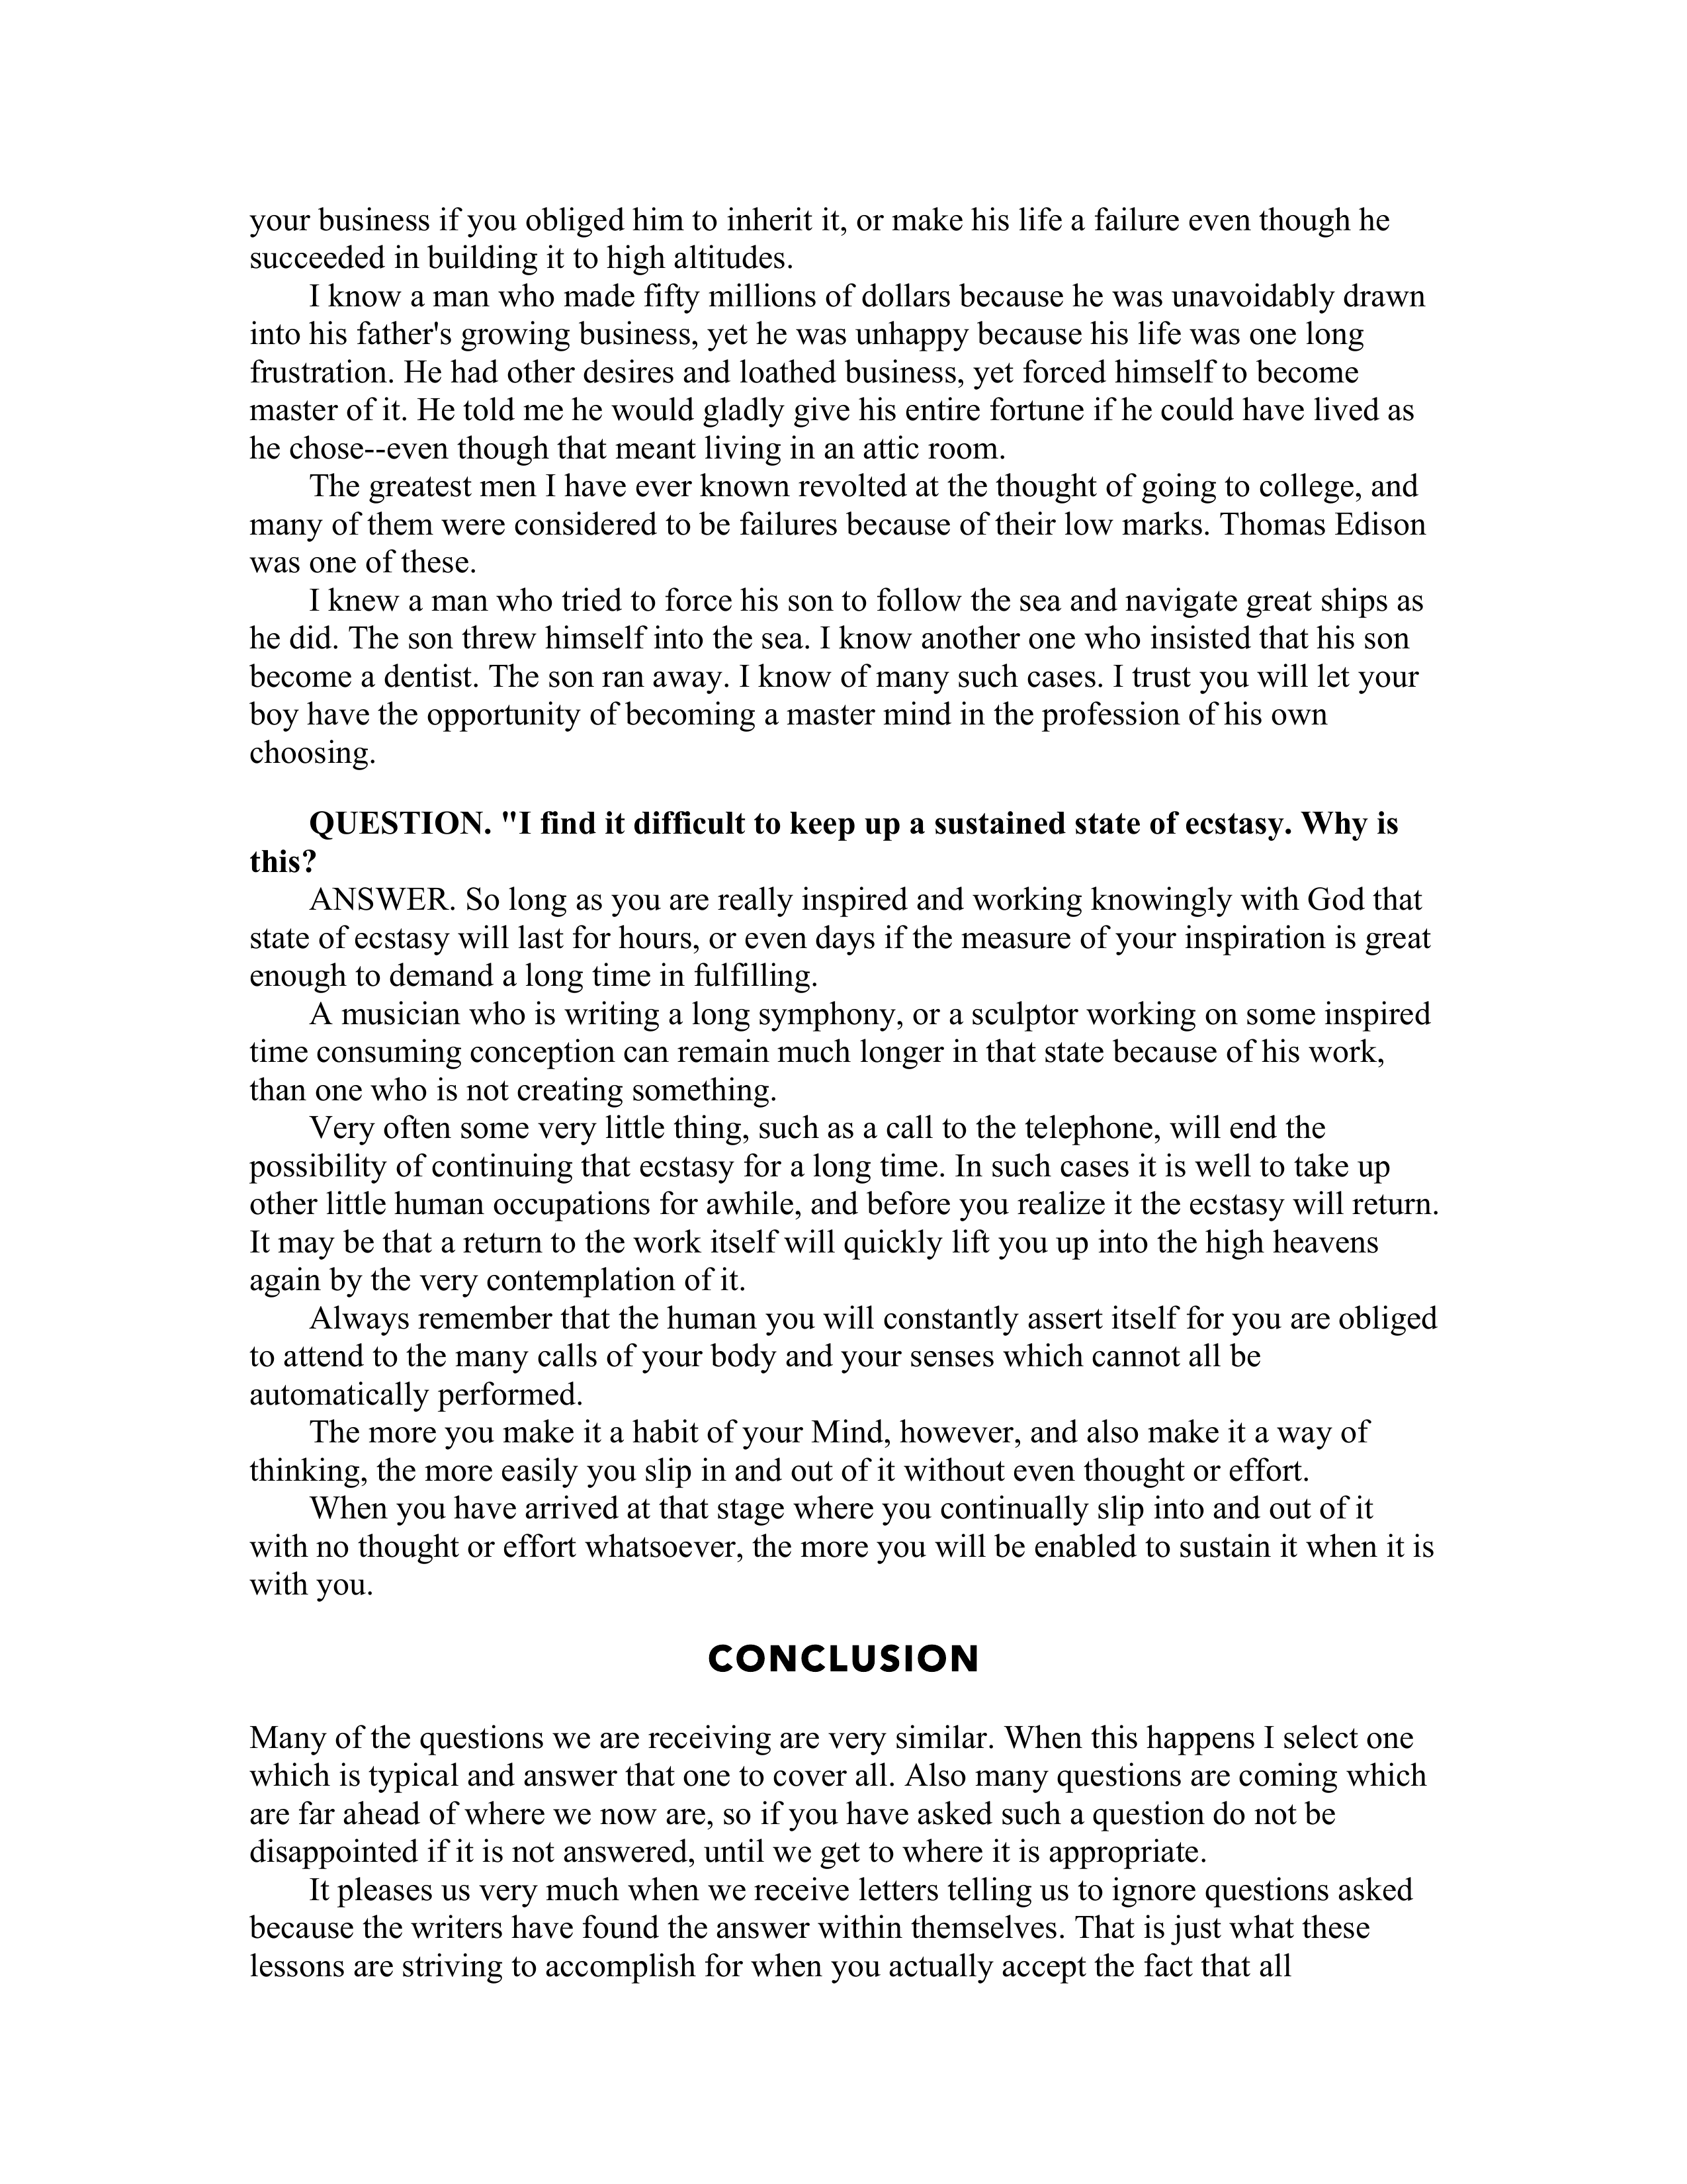 your business if you obliged him to inherit it, or make his life a failure even though he
succeeded in building it to high altitudes.
I know a man who made fifty millions of dollars because he was unavoidably drawn
into his father's growing business, yet he was unhappy because his life was one long
frustration. He had other desires and loathed business, yet forced himself to become
master of it. He told me he would gladly give his entire fortune if he could have lived as
he chose--even though that meant living in an attic room.
The greatest men I have ever known revolted at the thought of going to college, and
many of them were considered to be failures because of their low marks. Thomas Edison
was one of these.
I knew a man who tried to force his son to follow the sea and navigate great ships as
he did. The son threw himself into the sea. I know another one who insisted that his son
become a dentist. The son ran away. I know of many such cases. I trust you will let your
boy have the opportunity of becoming a master mind in the profession of his own
choosing.
QUESTION. "I find it difficult to keep up a sustained state of ecstasy. Why is
this?
ANSWER. So long as you are really inspired and working knowingly with God that
state of ecstasy will last for hours, or even days if the measure of your inspiration is great
enough to demand a long time in fulfilling.
A musician who is writing a long symphony, or a sculptor working on some inspired
time consuming conception can remain much longer in that state because of his work,
than one who is not creating something.
Very often some very little thing, such as a call to the telephone, will end the
possibility of continuing that ecstasy for a long time. In such cases it is well to take up
other little human occupations for awhile, and before you realize it the ecstasy will return.
It may be that a return to the work itself will quickly lift you up into the high heavens
again by the very contemplation of it.
Always remember that the human you will constantly assert itself for you are obliged
to attend to the many calls of your body and your senses which cannot all be
automatically performed.
The more you make it a habit of your Mind, however, and also make it a way of
thinking, the more easily you slip in and out of it without even thought or effort.
When you have arrived at that stage where you continually slip into and out of it
with no thought or effort whatsoever, the more you will be enabled to sustain it when it is
with you.
CONCLUSION
Many of the questions we are receiving are very similar. When this happens I select one
which is typical and answer that one to cover all. Also many questions are coming which
are far ahead of where we now are, so if you have asked such a question do not be
disappointed if it is not answered, until we get to where it is appropriate.
It pleases us very much when we receive letters telling us to ignore questions asked
because the writers have found the answer within themselves. That is just what these
lessons are striving to accomplish for when you actually accept the fact that all